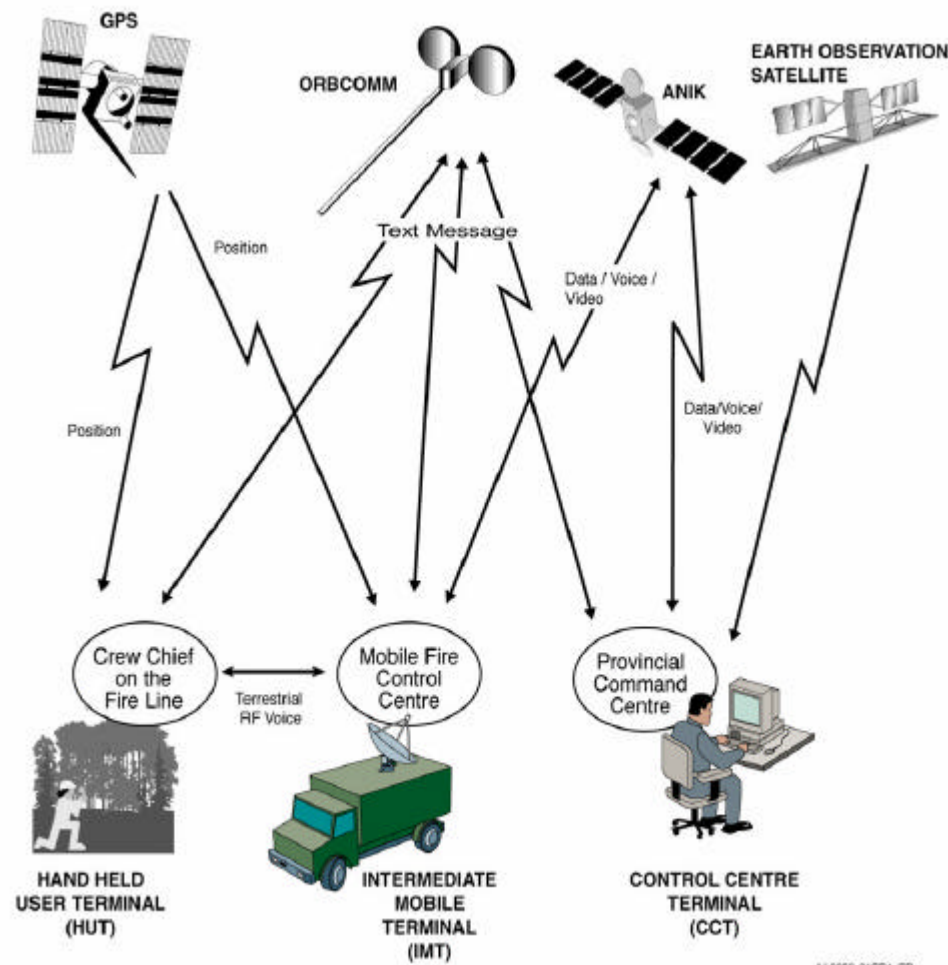 GPS
ORBCOMM
ANIK
EARTH OBSERVATION
SATELLITE
Text Message
Position
Data / Voice /
Video
Position
Data/Voice/
Video
Crew Chief
on the
Fire Line
Terrestrial
RF Voice
Mobile Fire
Control
Centre
Provincial
Command
Centre
HAND HELD
USER TERMINAL
(HUT)
INTERMEDIATE
MOBILE
TERMINAL
(IMT)
CONTROL CENTRE
TERMINAL
(CCT)